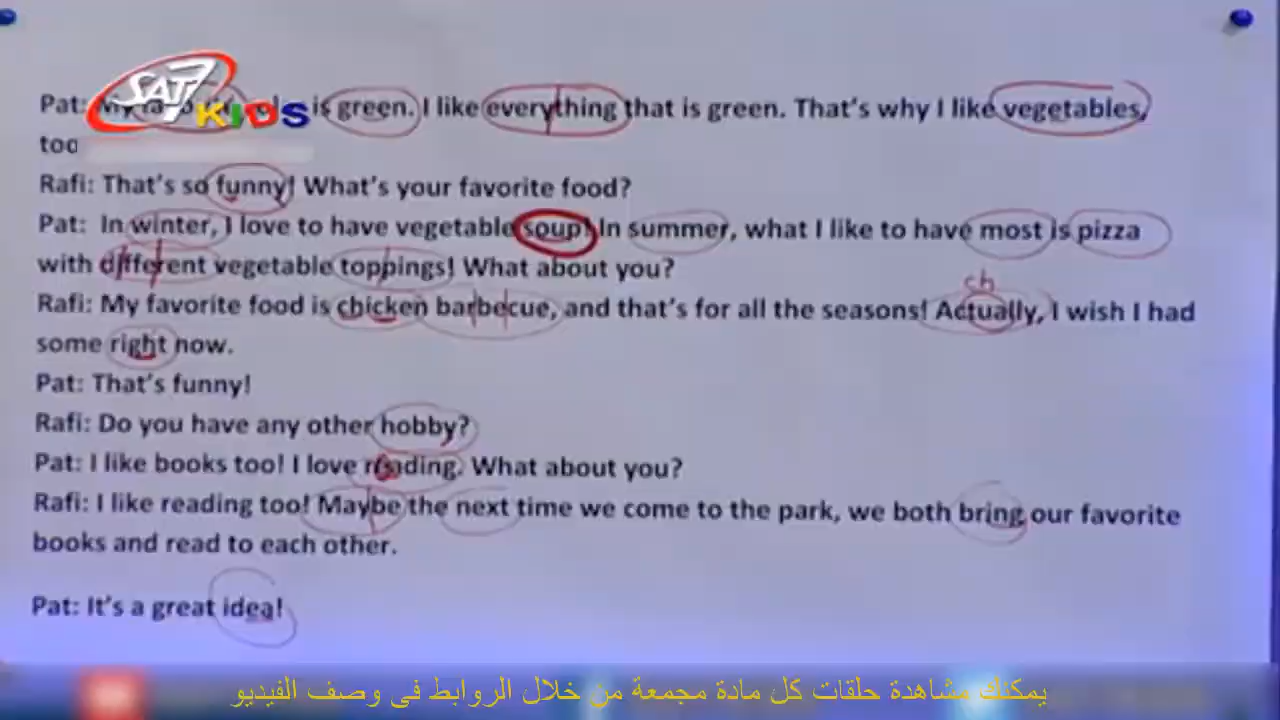 SAT7
KIDS
Pat: My is green. I like everything that is green. That's why I like vegetables,
too
Rafi: That's so funny! What's your favorite food?
Pat: In winter, I love to have vegetable soup! In summer, what I like to have most is pizza
with different vegetable toppings! What about you?
ch
Rafi: My favorite food is chicken barbecue, and that's for all the seasons! Actually, I wish I had
some right now.
Pat: That's funny!
Rafi: Do you have any other hobby?
Pat: I like books too! I love reading. What about you?
Rafi: I like reading too! Maybe the next time we come to the park, we both bring our favorite
books and read to each other.
Pat: It's a great idea!
يمكنك مشاهدة حلقات كل مادة مجمعة من خلال الروابط فى وصف الفيديو